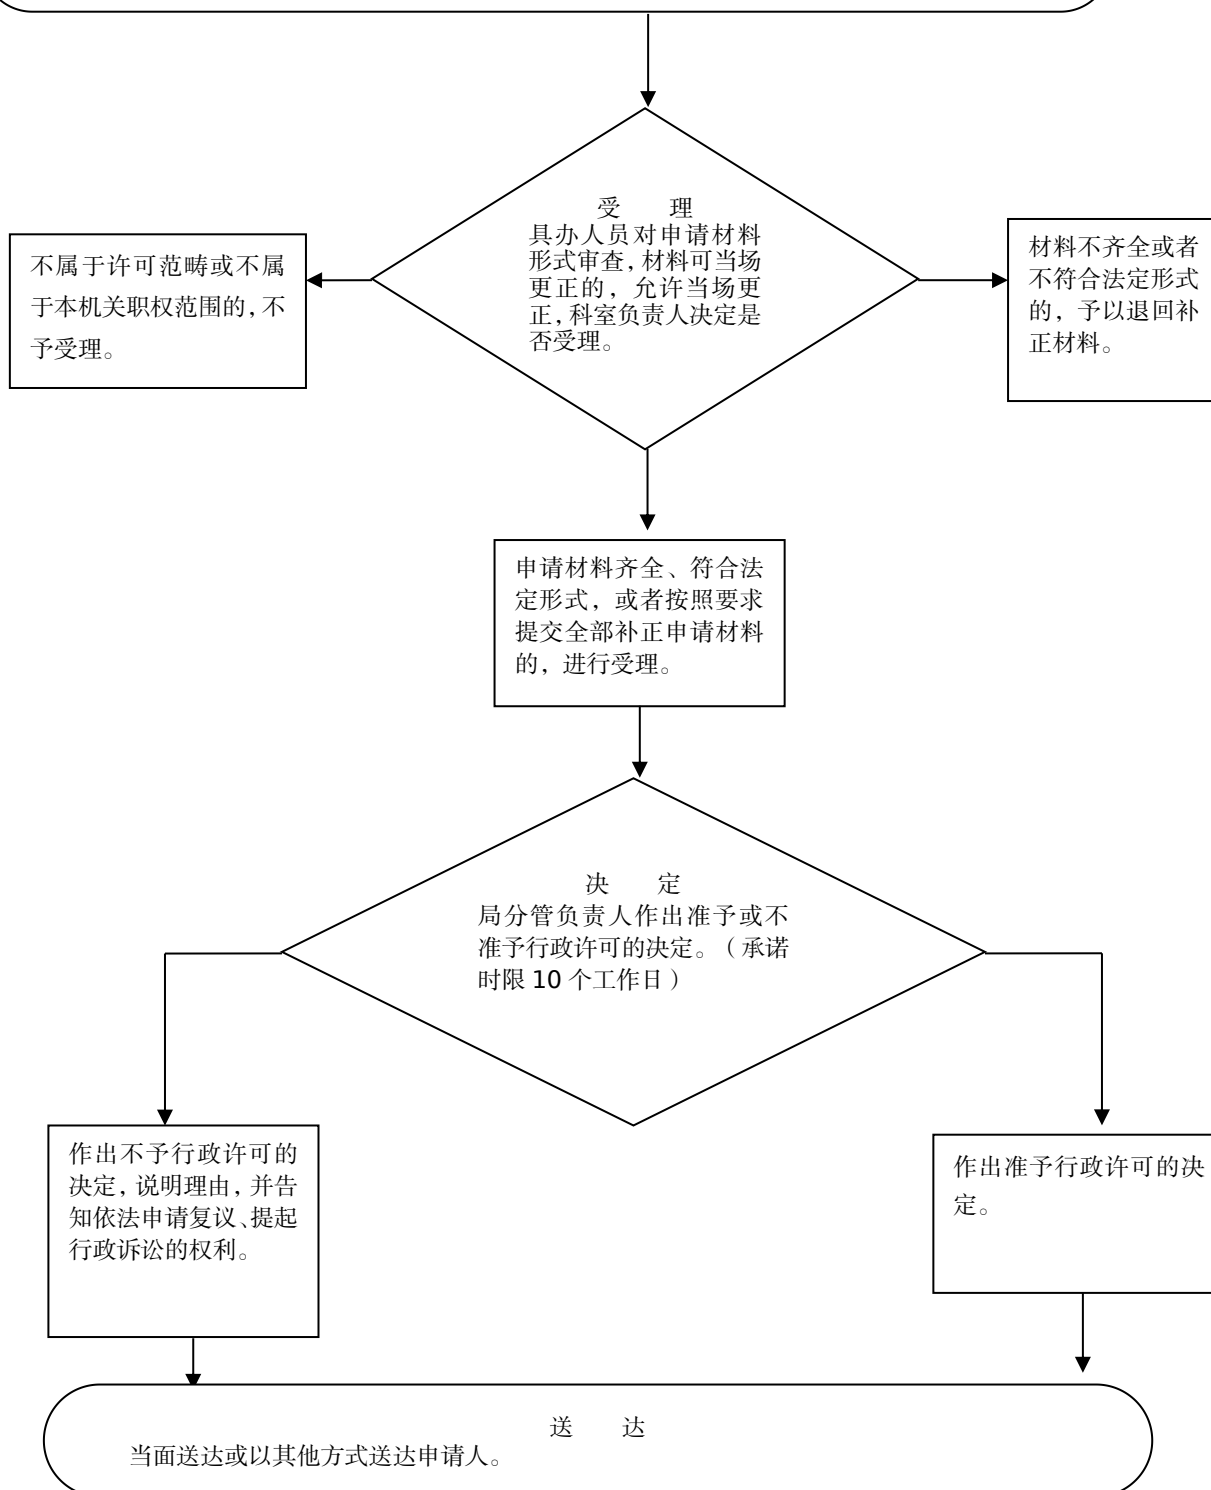 受 理
具办人员对申请材料
形式审查，材料可当场
更正的，允许当场更
正，科室负责人决定是
否受理。
不属于许可范畴或不属
于本机关职权范围的，不
予受理。
材料不齐全或者
不符合法定形式
的，予以退回补
正材料。
申请材料齐全、符合法
定形式，或者按照要求
提交全部补正申请材料
的，进行受理。
决 定
局分管负责人作出准予或不
准予行政许可的决定。（承诺
时限 10 个工作日）
作出不予行政许可的
决定，说明理由，并告
知依法申请复议、提起
行政诉讼的权利。
作出准予行政许可的决
定。
送 达
当面送达或以其他方式送达申请人。